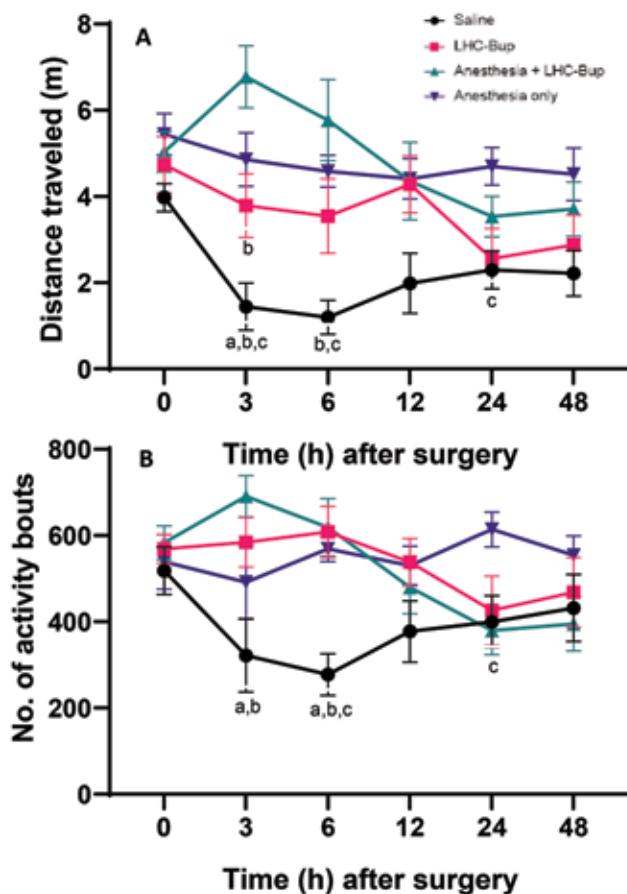 A
Saline
LHC-Bup
Anesthesia + LHC-Bup
Anesthesia only
Distance traveled (m)
8
6
4
2
0
b
a,b,c
b,c
c
0 3 6 12 24 48
Time (h) after surgery
B
No. of activity bouts
800
600
400
200
0
a,b
a,b,c
c
0 3 6 12 24 48
Time (h) after surgery